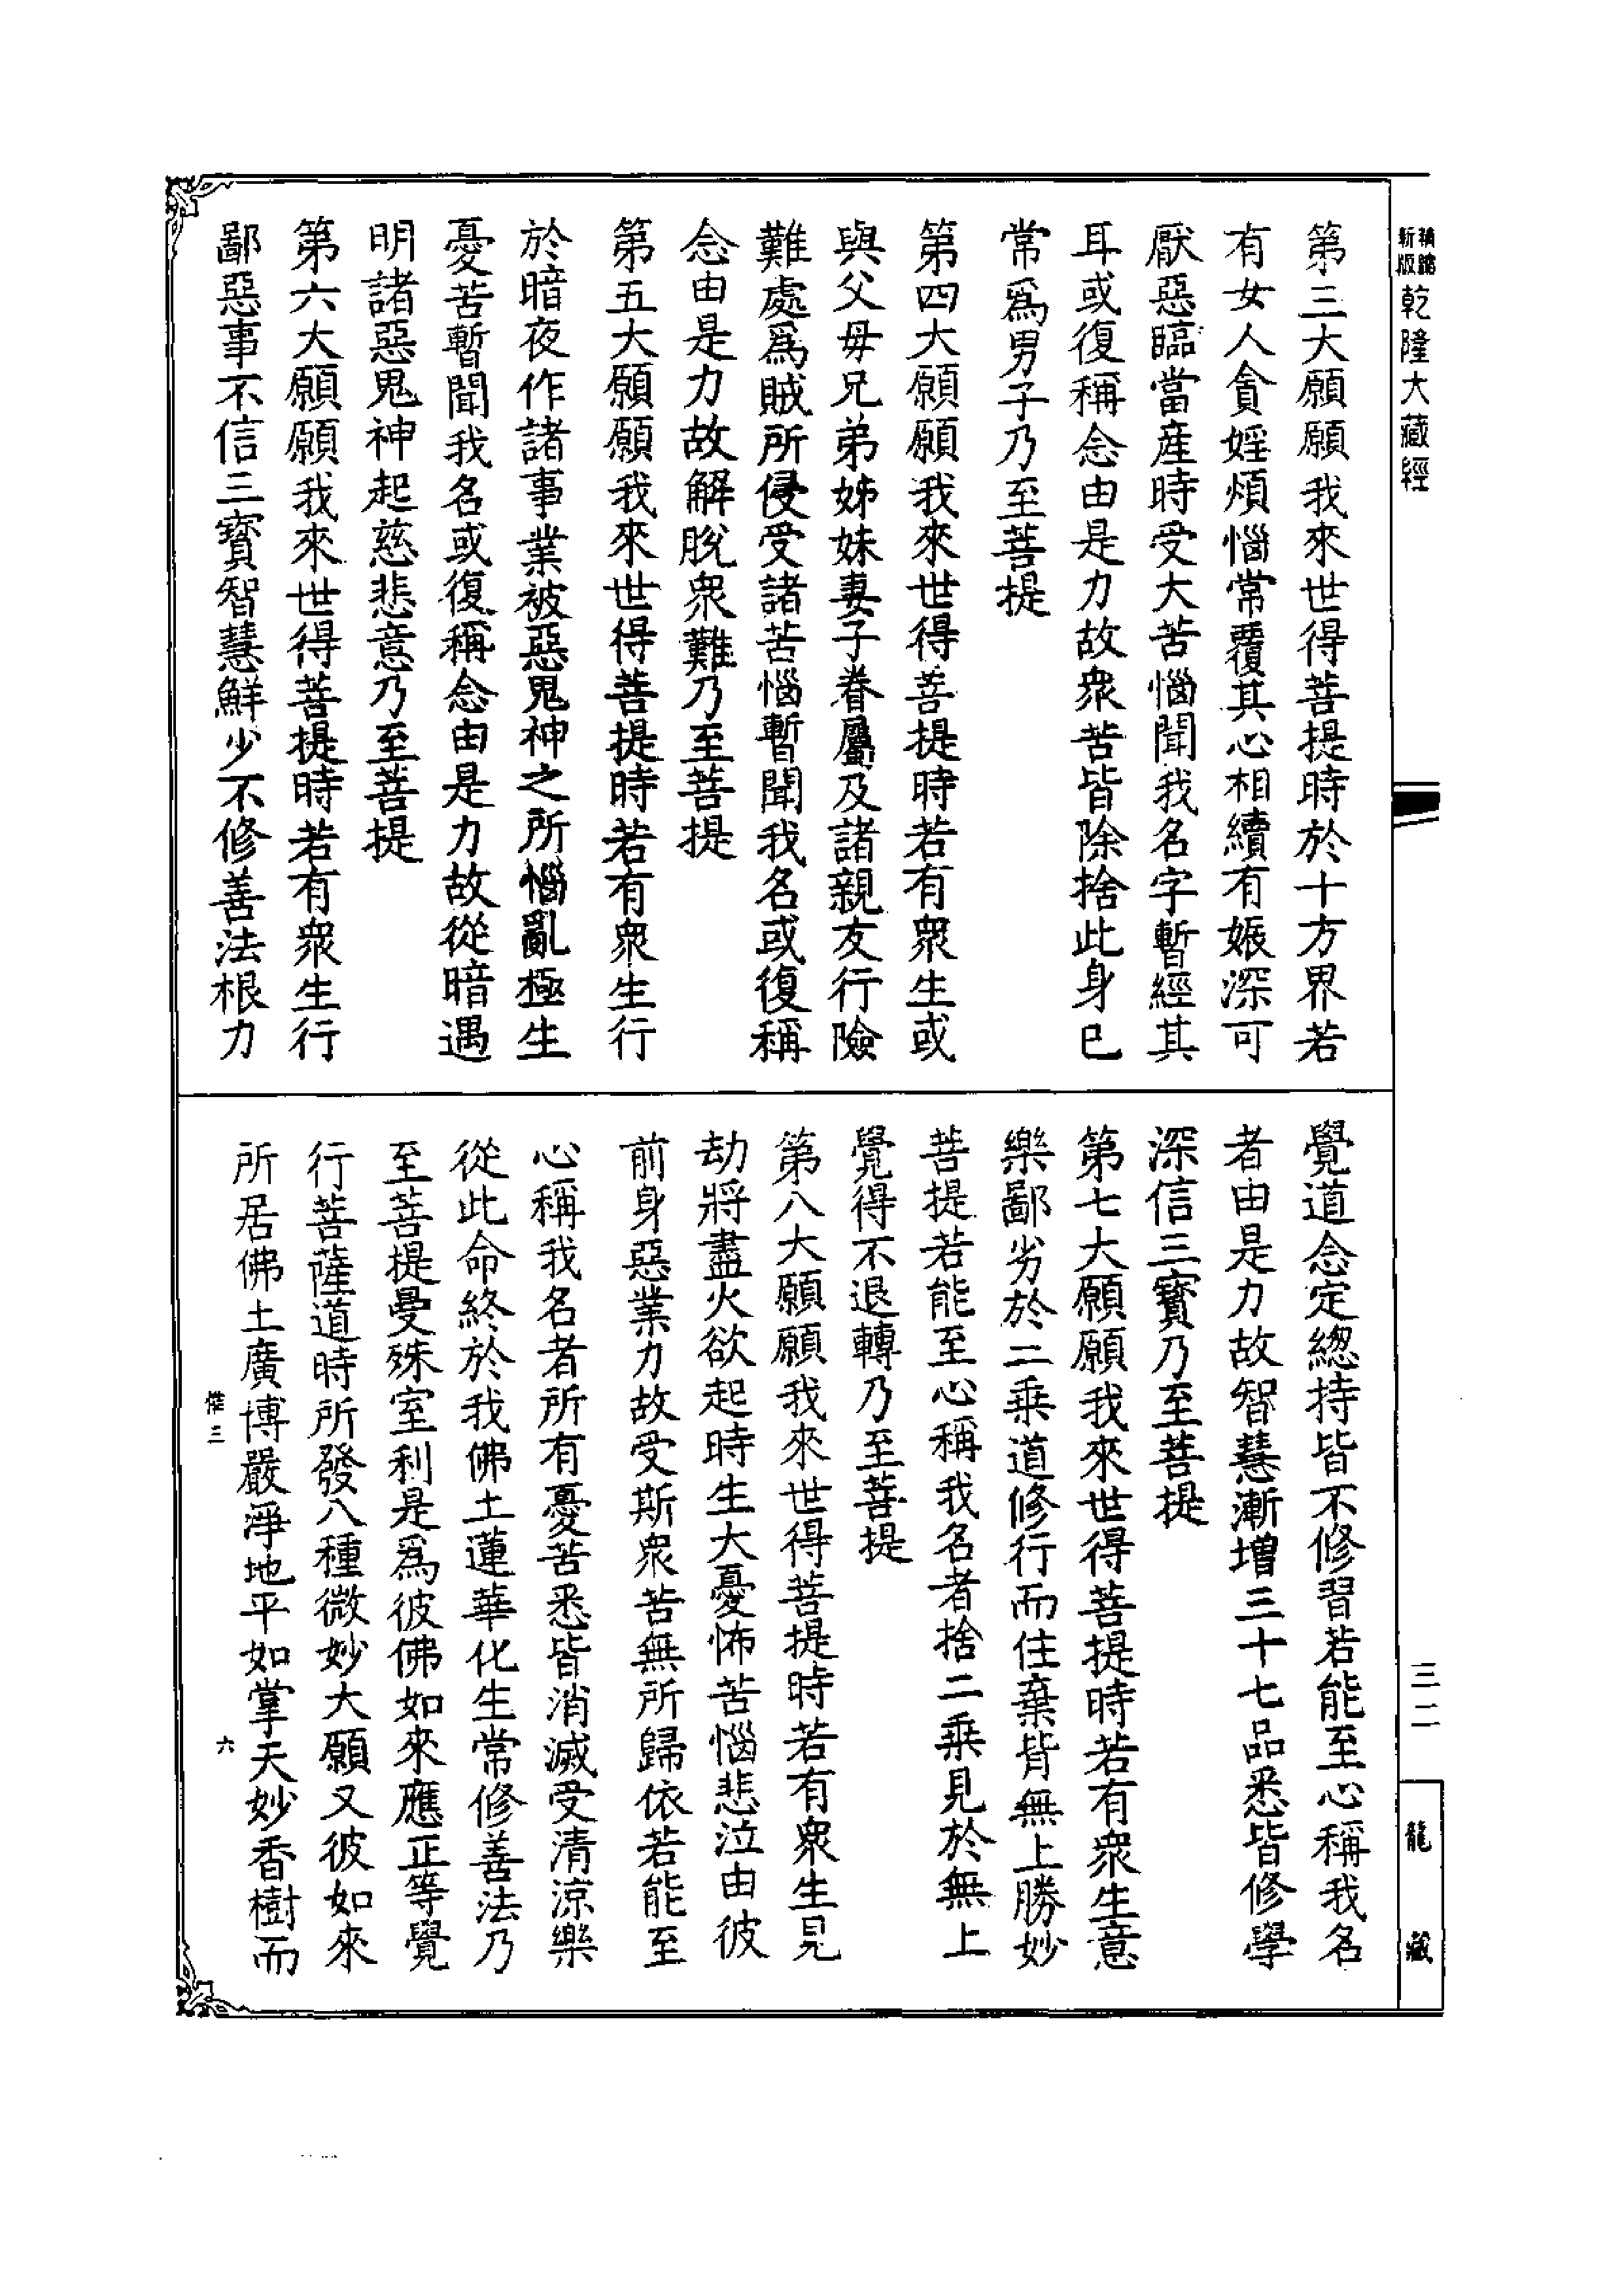 新版
乾隆大藏經
第三大願願我來世得菩提時於十方界若
有女人貪婬煩惱常覆其心相續有娠深可
厭惡臨當產時受大苦惱聞我名字暫經其
耳或復稱念由是力故衆苦皆除捨此身已
常爲男子乃至菩提
第四大願願我來世得菩提時若有衆生或
與父母兄弟姊妹妻子眷屬及諸親友行險
難處爲賊所侵受諸苦惱暫聞我名或復稱
念由是力故解脫衆難乃至菩提
第五大願願我來世得菩提時若有衆生行
於暗夜作諸事業被惡鬼神之所惱亂極生
憂苦暫聞我名或復稱念由是力故從暗遇
明諸惡鬼神起慈悲意乃至菩提
第六大願願我來世得菩提時若有衆生行
鄙惡事不信三寳智慧鮮少不修善法根力
覺道念定緫持皆不修習若能至心稱我名
者由是力故智慧漸增三十七品悉皆修學
深信三寳乃至菩提
第七大願願我來世得菩提時若有衆生意
樂鄙劣於二乘道修行而住棄背無上勝妙
菩提若能至心稱我名者捨二乘見於無上
覺得不退轉乃至菩提
第八大願願我來世得菩提時若有衆生見
劫將盡火欲起時生大憂怖苦惱悲泣由彼
前身惡業力故受斯衆苦無所歸依若能至
心稱我名者所有憂苦悉皆消滅受清涼樂
從此命終於我佛土蓮華化生常修善法乃
至菩提曼殊室利是爲彼佛如來應正等覺
行菩薩道時所發八種微妙大願又彼如來
所居佛土廣博嚴淨地平如掌天妙香樹而
三
六
三二
龍藏